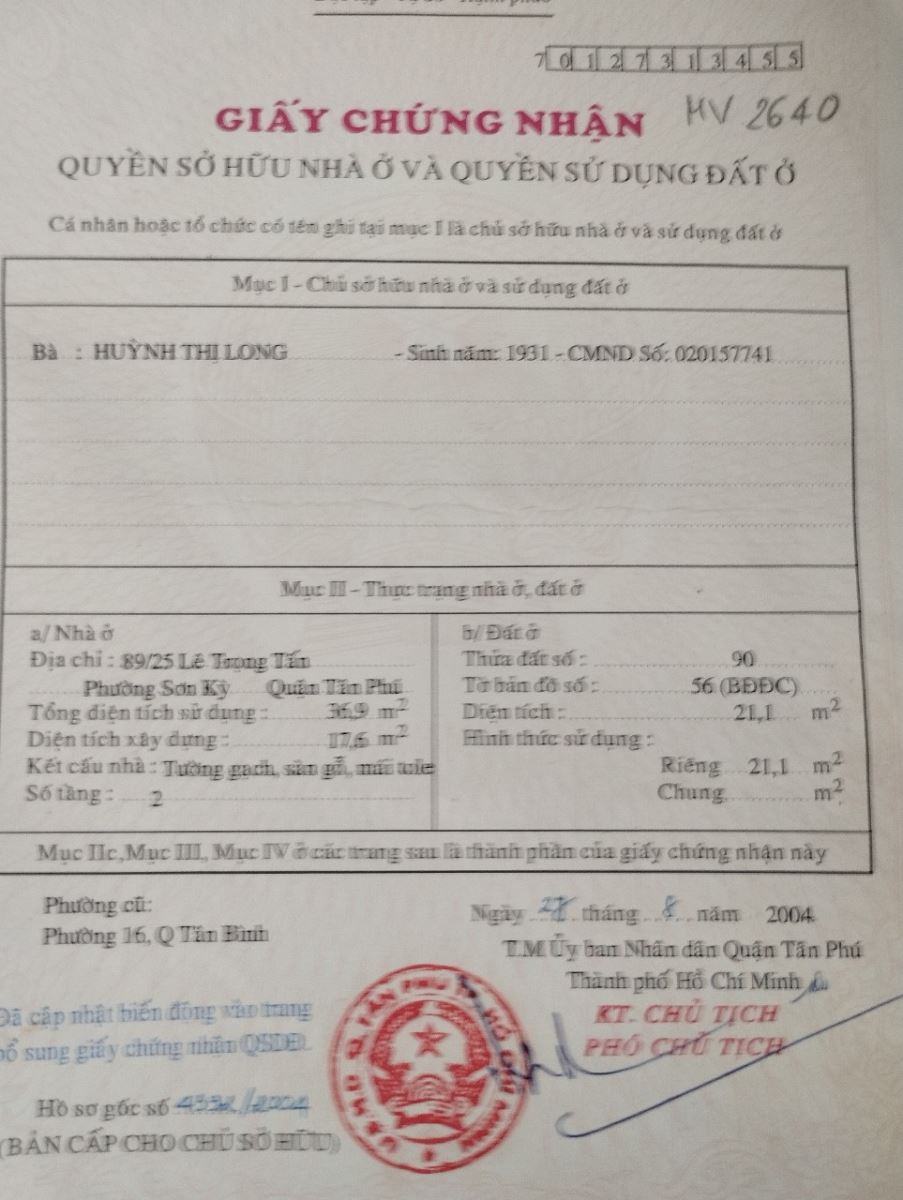 7 0 1 2 7 3 1 3 4 5 5
GIẤY CHỨNG NHẬN HV 2640
QUYỀN SỞ HỮU NHÀ Ở VÀ QUYỀN SỬ DỤNG ĐẤT Ở
Cá nhân hoặc tổ chức có tên ghi tại mục I là chủ sở hữu nhà ở và sử dụng đất ở
Mục I - Chủ sở hữu nhà ở và sử dụng đất ở
Bà : HUỲNH THỊ LONG - Sinh năm: 1931 - CMND Số: 020157741
Mục II - Thực trạng nhà ở, đất ở
a/ Nhà ở
Địa chỉ : 89/25 Lê Trọng Tấn
Phường Sơn Kỳ Quận Tân Phú
Tổng diện tích sử dụng : 36,9 m2
Diện tích xây dựng : 17,6 m2
Kết cấu nhà : Tường gạch, sàn gỗ, mái tole
Số tầng : 2
b/ Đất ở
Thửa đất số : 90
Tờ bản đồ số : 56 (BĐĐC)
Diện tích : 21,1 m2
Hình thức sử dụng :
Riêng 21,1 m2
Chung m2
Mục IIc, Mục III, Mục IV ở các trang sau là thành phần của giấy chứng nhận này
Phường cũ:
Phường 16, Q Tân Bình
Ngày 27 tháng 8 năm 2004
T.M Ủy ban Nhân dân Quận Tân Phú
Thành phố Hồ Chí Minh
KT. CHỦ TỊCH
PHÓ CHỦ TỊCH
Đã cập nhật biến động vào trang
bổ sung giấy chứng nhận QSDĐ.
Hồ sơ gốc số /2004
(BẢN CẤP CHO CHỦ SỞ HỮU)